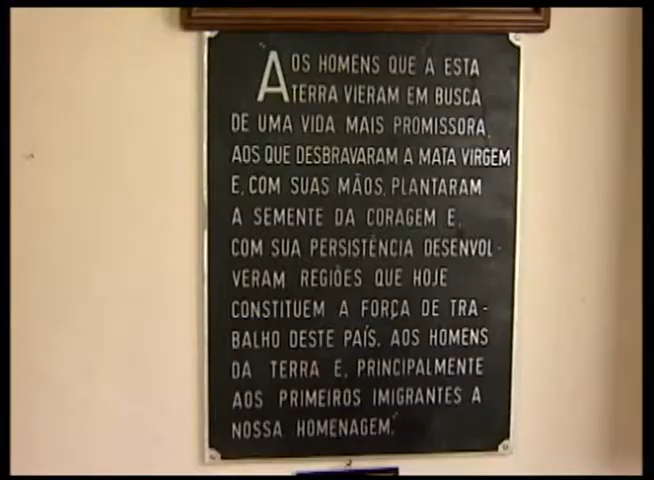 AOS HOMENS QUE A ESTA
TERRA VIERAM EM BUSCA
DE UMA VIDA MAIS PROMISSORA,
AOS QUE DESBRAVARAM A MATA VIRGEM
E, COM SUAS MÃOS, PLANTARAM
A SEMENTE DA CORAGEM E,
COM SUA PERSISTÊNCIA DESENVOL-
VERAM REGIÕES QUE HOJE
CONSTITUEM A FORÇA DE TRA-
BALHO DESTE PAÍS. AOS HOMENS
DA TERRA E, PRINCIPALMENTE
AOS PRIMEIROS IMIGRANTES A
NOSSA HOMENAGEM.